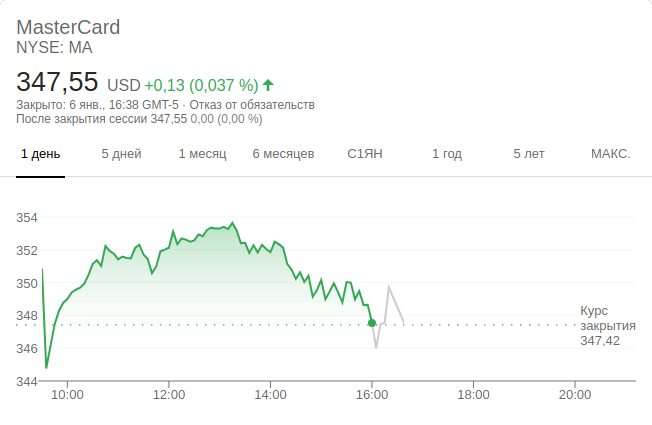 MasterCard
NYSE: MA
347,55 USD +0,13 (0,037 %)
Закрыто: 6 янв., 16:38 GMT-5 · Отказ от обязательств
После закрытия сессии 347,55 0,00 (0,00 %)
1 день 5 дней 1 месяц 6 месяцев С1ЯН 1 год 5 лет МАКС.
354
352
350
348
346
344
Курс
закрытия
347,42
10:00 12:00 14:00 16:00 18:00 20:00